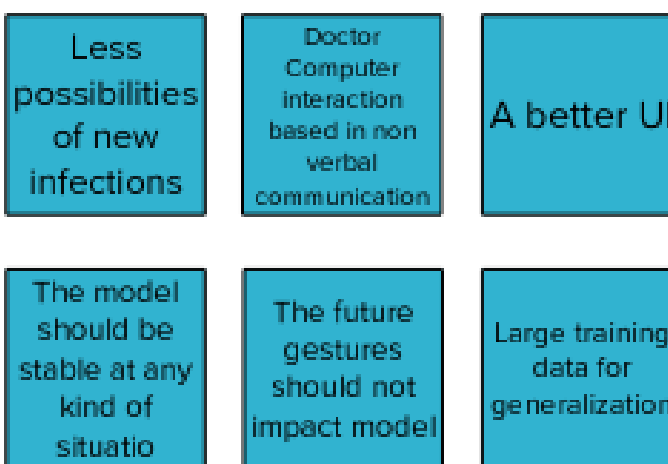 Less
possibilities
of new
infections
Doctor
Computer
interaction
based in non
verbal
communication
A better UI
The model
should be
stable at any
kind of
situatio
The future
gestures
should not
impact model
Large training
data for
generalization